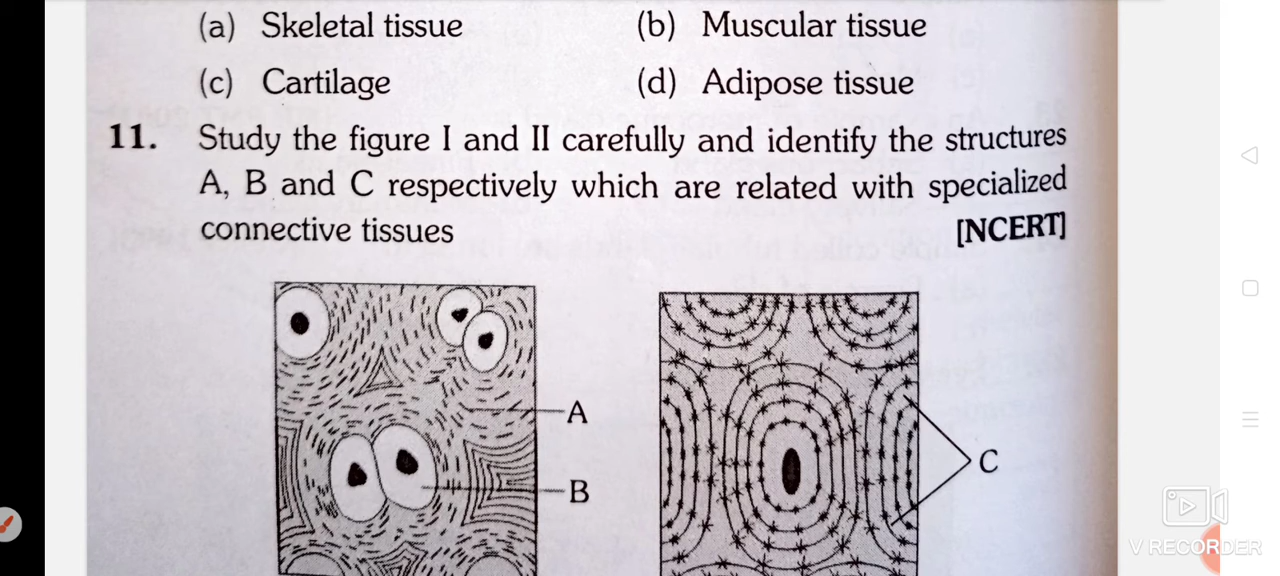 (a) Skeletal tissue (b) Muscular tissue
(c) Cartilage (d) Adipose tissue
11. Study the figure I and II carefully and identify the structures
A, B and C respectively which are related with specialized
connective tissues [NCERT]
A
B
C
V RECORDER